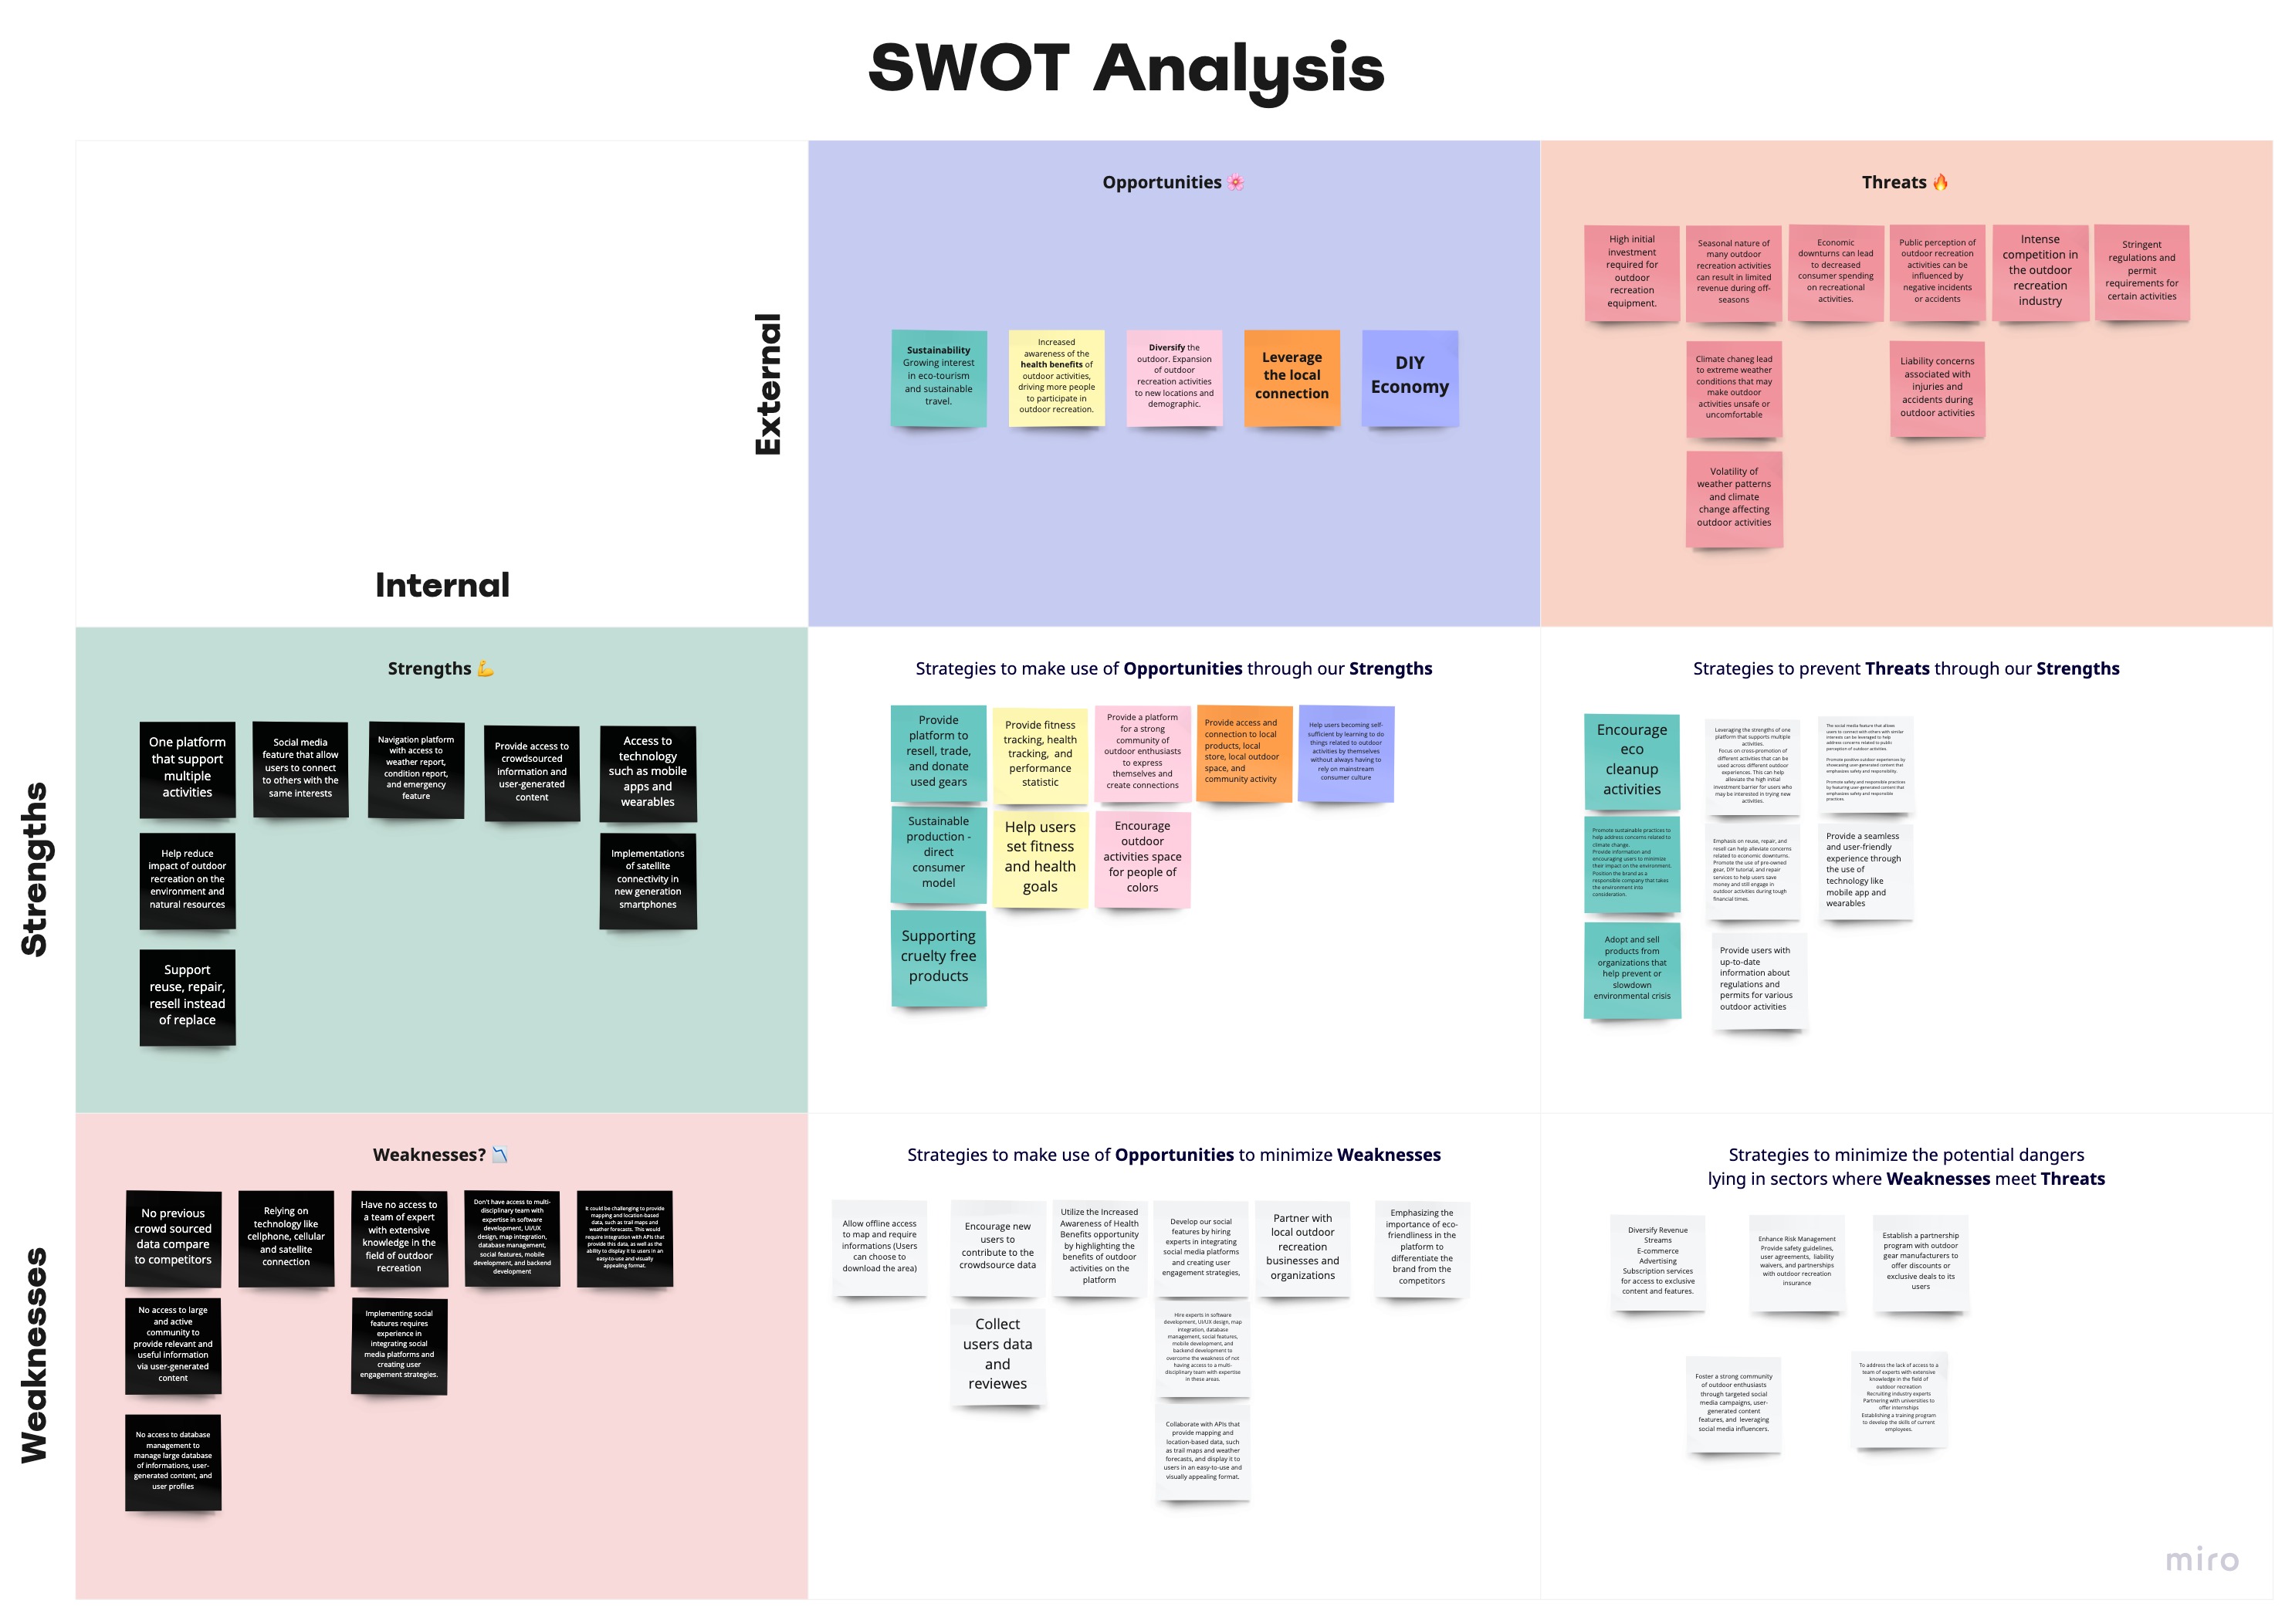 SWOT Analysis
External
Internal
Opportunities 🌸
Sustainability
Growing interest
in eco-tourism
and sustainable
travel.
Increased
awareness of the
health benefits of
outdoor activities,
driving more people
to participate in
outdoor recreation.
Diversify the
outdoor. Expansion
of outdoor
recreation activities
to new locations and
demographic.
Leverage
the local
connection
DIY
Economy
Threats 🔥
High initial
investment
required for
outdoor
recreation
equipment.
Seasonal nature of
many outdoor
recreation activities
can result in limited
revenue during off-
seasons
Economic
downturns can lead
to decreased
consumer spending
on recreational
activities.
Public perception of
outdoor recreation
activities can be
influenced by
negative incidents
or accidents
Intense
competition in
the outdoor
recreation
industry
Stringent
regulations and
permit
requirements for
certain activities
Climate chaneg lead
to extreme weather
conditions that may
make outdoor
activities unsafe or
uncomfortable
Liability concerns
associated with
injuries and
accidents during
outdoor activities
Volatility of
weather patterns
and climate
change affecting
outdoor activities
Strengths
Strengths 💪
One platform
that support
multiple
activities
Social media
feature that allow
users to connect
to others with the
same interests
Navigation platform
with access to
weather report,
condition report,
and emergency
feature
Provide access to
crowdsourced
information and
user-generated
content
Access to
technology
such as mobile
apps and
wearables
Help reduce
impact of outdoor
recreation on the
environment and
natural resources
Implementations
of satellite
connectivity in
new generation
smartphones
Support
reuse, repair,
resell instead
of replace
Strategies to make use of Opportunities through our Strengths
Provide
platform to
resell, trade,
and donate
used gears
Provide fitness
tracking, health
tracking, and
performance
statistic
Provide a platform
for a strong
community of
outdoor enthusiasts
to express
themselves and
create connections
Provide access and
connection to local
products, local
store, local outdoor
space, and
community activity
Help users becoming self-
sufficient by learning to do
things related to outdoor
activities by themselves
without always having to
rely on mainstream
consumer culture
Sustainable
production -
direct
consumer
model
Help users
set fitness
and health
goals
Encourage
outdoor
activities space
for people of
colors
Supporting
cruelty free
products
Strategies to prevent Threats through our Strengths
Encourage
eco
cleanup
activities
Leveraging the strengths of one
platform that supports multiple
activities.
Focus on cross-promotion of
different activities that can be
used across different outdoor
experiences. This can help
alleviate the high initial
investment barrier for users who
may be interested in trying new
activities.
The social media feature that allows
users to connect with others with similar
interests can be leveraged to help
address concerns related to public
perception of outdoor activities.
Promote positive outdoor experiences by
showcasing user-generated content that
emphasizes safety and responsibility.
Promote safety and responsible practices
by featuring user-generated content that
emphasizes safety and responsible
practices.
Promote sustainable practices to
help address concerns related to
climate change.
Provide information and
encouraging users to minimize
their impact on the environment.
Position the brand as a
responsible company that takes
the environment into
consideration.
Emphasis on reuse, repair, and
resell can help alleviate concerns
related to economic downturns.
Promote the use of pre-owned
gear, DIY tutorial, and repair
services to help users save
money and still engage in
outdoor activities during tough
financial times.
Provide a seamless
and user-friendly
experience through
the use of
technology like
mobile app and
wearables
Adopt and sell
products from
organizations that
help prevent or
slowdown
environmental crisis
Provide users with
up-to-date
information about
regulations and
permits for various
outdoor activities
Weaknesses
Weaknesses? 📉
No previous
crowd sourced
data compare
to competitors
Relying on
technology like
cellphone, cellular
and satellite
connection
Have no access to
a team of expert
with extensive
knowledge in the
field of outdoor
recreation
Don't have access to multi-
disciplinary team with
expertise in software
development, UI/UX
design, map integration,
database management,
social features, mobile
development, and backend
development
It could be challenging to provide
mapping and location-based
data, such as trail maps and
weather forecasts. This would
require integration with APIs that
provide this data, as well as the
ability to display it to users in an
easy-to-use and visually
appealing format.
No access to large
and active
community to
provide relevant and
useful information
via user-generated
content
Implementing social
features requires
experience in
integrating social
media platforms and
creating user
engagement strategies.
No access to database
management to
manage large database
of informations, user-
generated content, and
user profiles
Strategies to make use of Opportunities to minimize Weaknesses
Allow offline access
to map and require
informations (Users
can choose to
download the area)
Encourage new
users to
contribute to the
crowdsource data
Utilize the Increased
Awareness of Health
Benefits opportunity
by highlighting the
benefits of outdoor
activities on the
platform
Develop our social
features by hiring
experts in integrating
social media platforms
and creating user
engagement strategies,
Partner with
local outdoor
recreation
businesses and
organizations
Emphasizing the
importance of eco-
friendliness in the
platform to
differentiate the
brand from the
competitors
Collect
users data
and
reviewes
Hire experts in software
development, UI/UX design, map
integration, database
management, social features,
mobile development, and
backend development to
overcome the weakness of not
having access to a multi-
disciplinary team with expertise
in these areas.
Collaborate with APIs that
provide mapping and
location-based data, such
as trail maps and weather
forecasts, and display it to
users in an easy-to-use and
visually appealing format.
Strategies to minimize the potential dangers
lying in sectors where Weaknesses meet Threats
Diversify Revenue
Streams
E-commerce
Advertising
Subscription services
for access to exclusive
content and features.
Enhance Risk Management
Provide safety guidelines,
user agreements, liability
waivers, and partnerships
with outdoor recreation
insurance
Establish a partnership
program with outdoor
gear manufacturers to
offer discounts or
exclusive deals to its
users
Foster a strong community
of outdoor enthusiasts
through targeted social
media campaigns, user-
generated content
features, and leveraging
social media influencers.
To address the lack of access to a
team of experts with extensive
knowledge in the field of
outdoor recreation
Recruiting industry experts
Partnering with universities to
offer internships
Establishing a training program
to develop the skills of current
employees.
miro